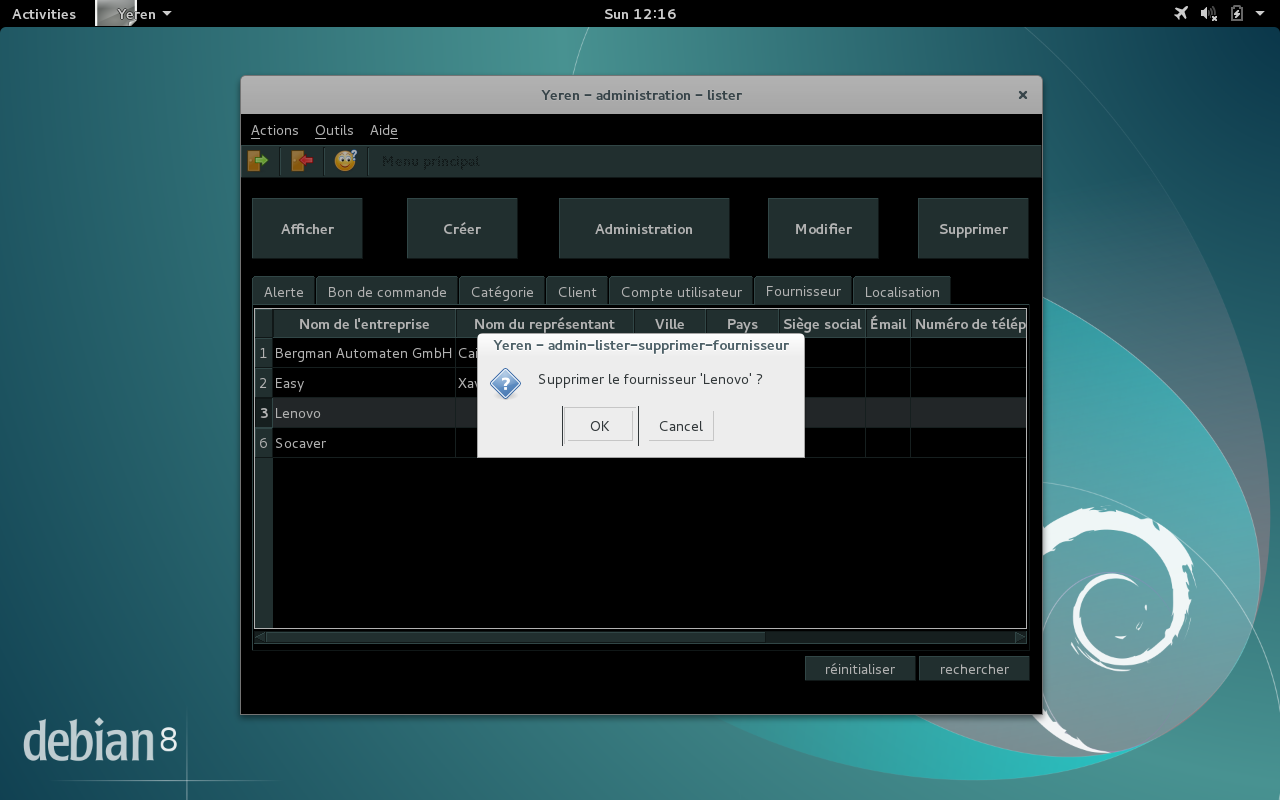 Activities Yeren Sun 12:16
Yeren - administration - lister
Actions Outils Aide
Menu principal
Afficher Créer Administration Modifier Supprimer
Alerte Bon de commande Catégorie Client Compte utilisateur Fournisseur Localisation
Nom de l'entreprise Nom du représentant Ville Pays Siège social Émail Numéro de télép
Yeren - admin-lister-supprimer-fournisseur
1 Bergman Automaten GmbH Cai
Supprimer le fournisseur 'Lenovo' ?
2 Easy Xav
3 Lenovo
OK Cancel
6 Socaver
réinitialiser rechercher
debian 8